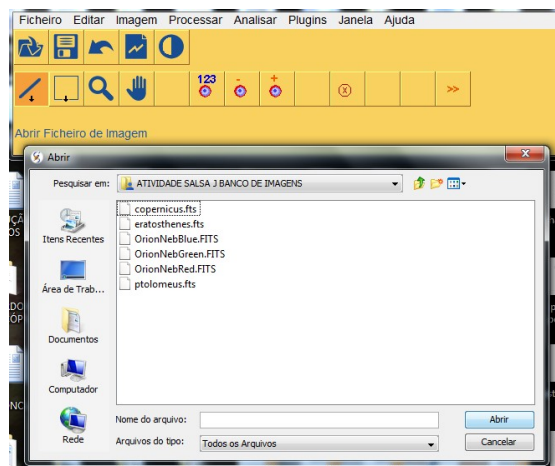 Ficheiro Editar Imagem Processar Analisar Plugins Janela Ajuda
123
- +
X
>>
Abrir Ficheiro de Imagem
Abrir
Pesquisar em: ATIVIDADE SALSA J BANCO DE IMAGENS
copernicus.fts
eratosthenes.fts
OrionNebBlue.FITS
OrionNebGreen.FITS
OrionNebRed.FITS
ptolomeus.fts
Itens Recentes
Área de Trab...
Documentos
Computador
Rede
Nome do arquivo:
Abrir
Arquivos do tipo: Todos os Arquivos
Cancelar